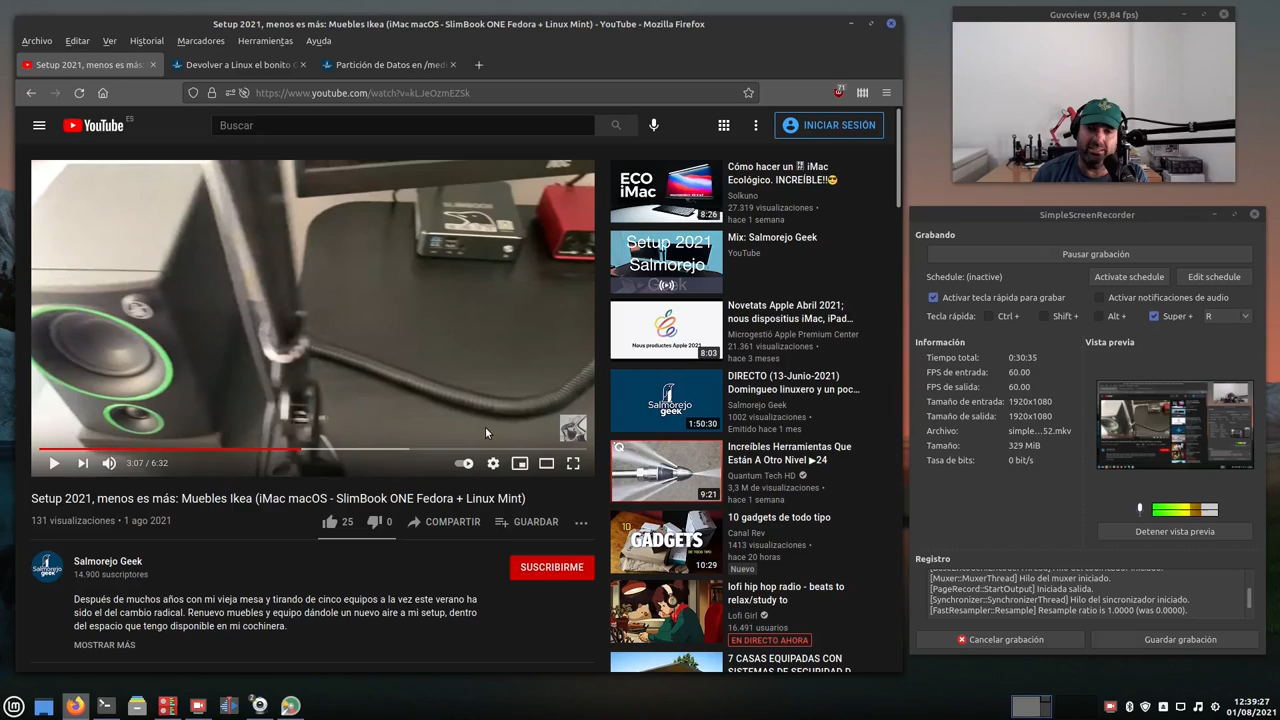 Setup 2021, menos es más: Muebles Ikea (iMac macOS - SlimBook ONE Fedora + Linux Mint) - YouTube - Mozilla Firefox
Archivo Editar Ver Historial Marcadores Herramientas Ayuda
Setup 2021, menos es más:
Devolver a Linux el bonito
Partición de Datos en /med
https://www.youtube.com/watch?v=kLJeOzmEZSk
71
YouTube ES
Buscar
INICIAR SESIÓN
3:07 / 6:32
Setup 2021, menos es más: Muebles Ikea (iMac macOS - SlimBook ONE Fedora + Linux Mint)
131 visualizaciones • 1 ago 2021
25
0
COMPARTIR
GUARDAR
Salmorejo Geek
14.900 suscriptores
SUSCRIBIRME
Después de muchos años con mi vieja mesa y portando de cinco equipos a la vez este verano ha
sido el del cambio radical. Renuevo muebles y equipo dándole un nuevo aire a mi setup, dentro
del espacio que tengo disponible en mi cochinera.
MOSTRAR MÁS
ECO
iMac
8:26
Cómo hacer un iMac
Ecológico. INCREÍBLE!!
Solkuno
27.319 visualizaciones •
hace 1 semana
Setup 2021
Salmorejo
Geek
Mix: Salmorejo Geek
YouTube
Nous productes Apple 2021
8:03
Novetats Apple Abril 2021;
nous dispositius iMac, iPad...
Microgestió Apple Premium Center
21.361 visualizaciones •
hace 3 meses
Salmorejo
geek
1:50:30
DIRECTO (13-Junio-2021)
Domingueo linuxero y un poc...
Salmorejo Geek
1002 visualizaciones •
Emitido hace 1 mes
9:21
Increíbles Herramientas Que
Están A Otro Nivel ▶24
Quantum Tech HD
3,3 M de visualizaciones •
hace 1 semana
10
GADGETS
DE TODO TIPO
10:29
10 gadgets de todo tipo
Canal Rev
1413 visualizaciones •
hace 20 horas
Nuevo
lofi hip hop radio - beats to
relax/study to
Lofi Girl
16.491 usuarios
EN DIRECTO AHORA
7 CASAS EQUIPADAS CON
SISTEMAS DE SEGURIDAD D
Guvcview (59,84 fps)
SimpleScreenRecorder
Grabando
Pausar grabación
Schedule: (inactive)
Activate schedule
Edit schedule
Activar tecla rápida para grabar
Activar notificaciones de audio
Tecla rápida: Ctrl + Shift + Alt + Super + R
Información
Vista previa
Tiempo total: 0:30:35
FPS de entrada: 60.00
FPS de salida: 60.00
Tamaño de entrada: 1920x1080
Tamaño de salida: 1920x1080
Archivo: simple....52.mkv
Tamaño: 329 MiB
Tasa de bits: 0 bit/s
Detener vista previa
Registro
[Muxer::MuxerThread] Hilo del muxer iniciado.
[PageRecord::StartOutput] Iniciada salida.
[Synchronizer::SynchronizerThread] Hilo del sincronizador iniciado.
[FastResampler::Resample] Resample ratio is 1.0000 (was 0.0000).
Cancelar grabación
Guardar grabación
12:39:27
01/08/2021